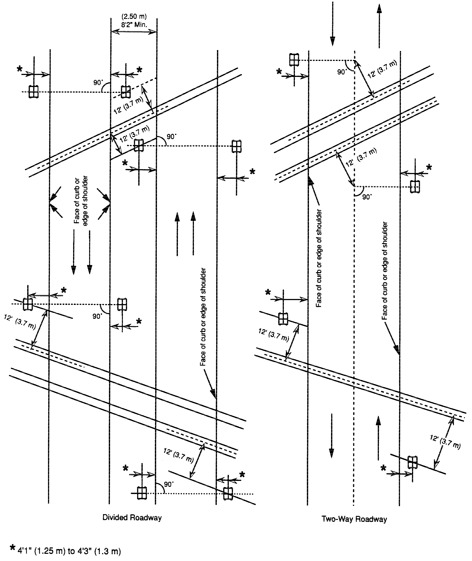 (2.50 m)
8'2" Min.
*
90°
*
12' (3.7 m)
12' (3.7 m)
90°
*
*
Face of curb or
edge of shoulder
Face of curb or edge of shoulder
*
12' (3.7 m)
90°
*
12' (3.7 m)
*
90°
*
Divided Roadway
90°
12' (3.7 m)
*
12' (3.7 m)
90°
*
Face of curb or edge of shoulder
Face of curb or edge of shoulder
*
12' (3.7 m)
12' (3.7 m)
*
Two-Way Roadway
* 4'1" (1.25 m) to 4'3" (1.3 m)